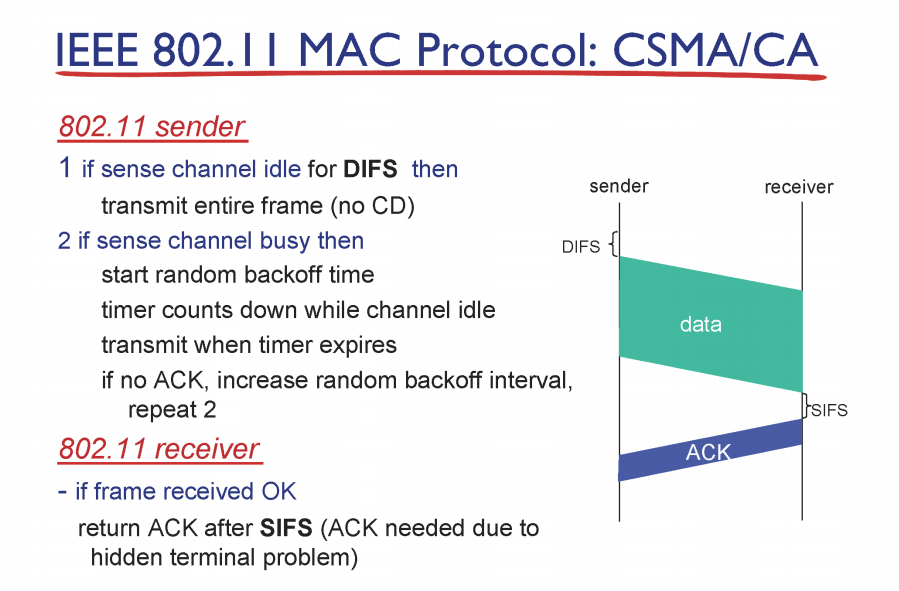 IEEE 802.11 MAC Protocol: CSMA/CA
802.11 sender
1 if sense channel idle for DIFS then
transmit entire frame (no CD)
2 if sense channel busy then
start random backoff time
timer counts down while channel idle
transmit when timer expires
if no ACK, increase random backoff interval,
repeat 2
802.11 receiver
- if frame received OK
return ACK after SIFS (ACK needed due to
hidden terminal problem)
sender
receiver
DIFS
data
SIFS
ACK